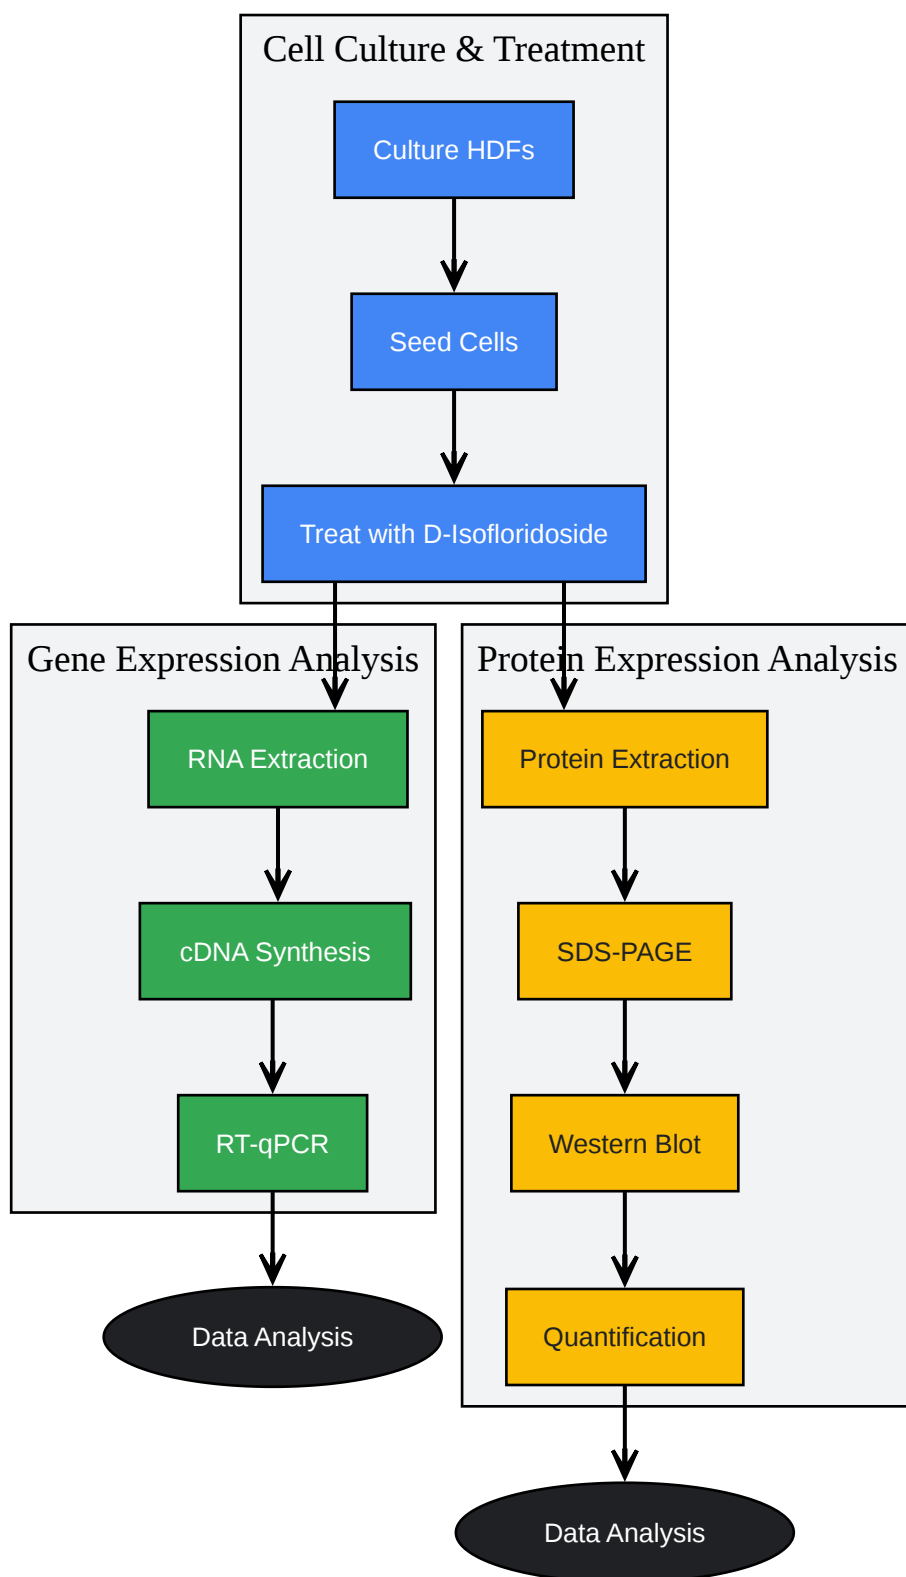 Cell Culture & Treatment
Culture HDFs
Seed Cells
Treat with D-Isofloridoside
Gene Expression Analysis
RNA Extraction
cDNA Synthesis
RT-qPCR
Data Analysis
Protein Expression Analysis
Protein Extraction
SDS-PAGE
Western Blot
Quantification
Data Analysis